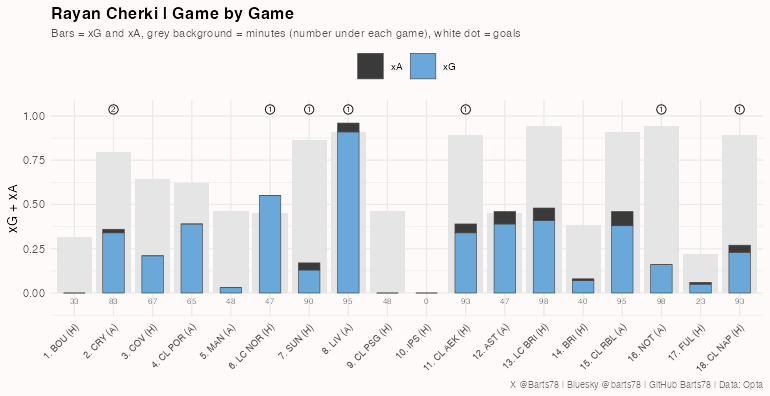 Rayan Cherki | Game by Game
Bars = xG and xA, grey background = minutes (number under each game), white dot = goals
xA
xG
2
1
1
1
1
1
1
1.00
0.75
0.50
0.25
0.00
xG + xA
33
83
67
65
48
47
90
95
48
0
93
47
98
40
95
98
23
93
1. BOU (H)
2. CRY (A)
3. COV (H)
4. CL POR (A)
5. MAN (A)
6. LC NOR (H)
7. SUN (H)
8. LIV (A)
9. CL PSG (H)
10. IPS (H)
11. CL AEK (H)
12. AST (A)
13. LC BRI (H)
14. BRI (H)
15. CL RBL (A)
16. NOT (A)
17. FUL (H)
18. CL NAP (H)
X @Barts78 | Bluesky @barts78 | GitHub Barts78 | Data: Opta